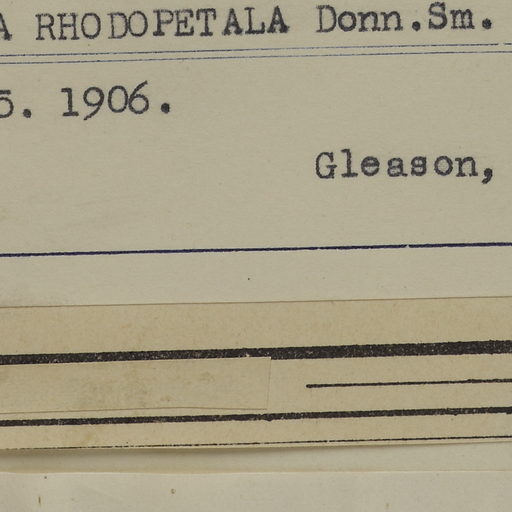 A RHODOPETALA Donn.Sm.
5. 1906.
Gleason,